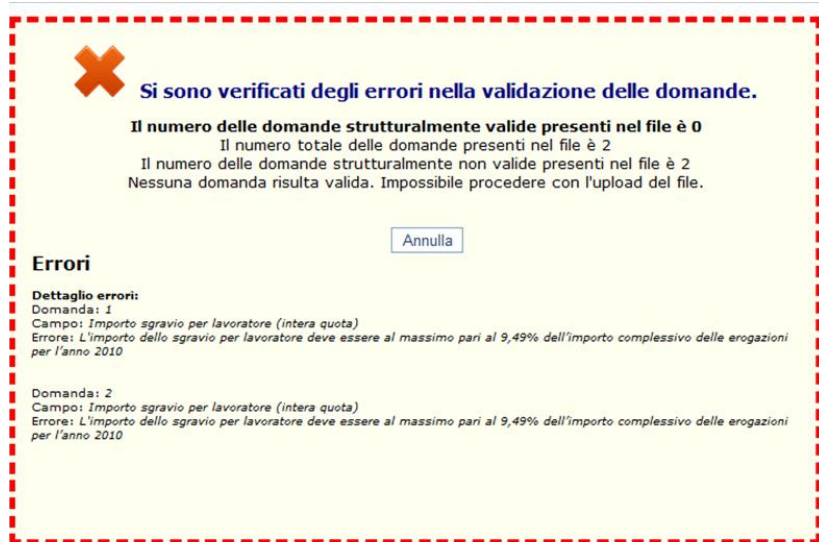 Si sono verificati degli errori nella validazione delle domande.
Il numero delle domande strutturalmente valide presenti nel file è 0
Il numero totale delle domande presenti nel file è 2
Il numero delle domande strutturalmente non valide presenti nel file è 2
Nessuna domanda risulta valida. Impossibile procedere con l'upload del file.
Annulla
Errori
Dettaglio errori:
Domanda: 1
Campo: Importo sgravio per lavoratore (intera quota)
Errore: L'importo dello sgravio per lavoratore deve essere al massimo pari al 9,49% dell'importo complessivo delle erogazioni
per l'anno 2010
Domanda: 2
Campo: Importo sgravio per lavoratore (intera quota)
Errore: L'importo dello sgravio per lavoratore deve essere al massimo pari al 9,49% dell'importo complessivo delle erogazioni
per l'anno 2010